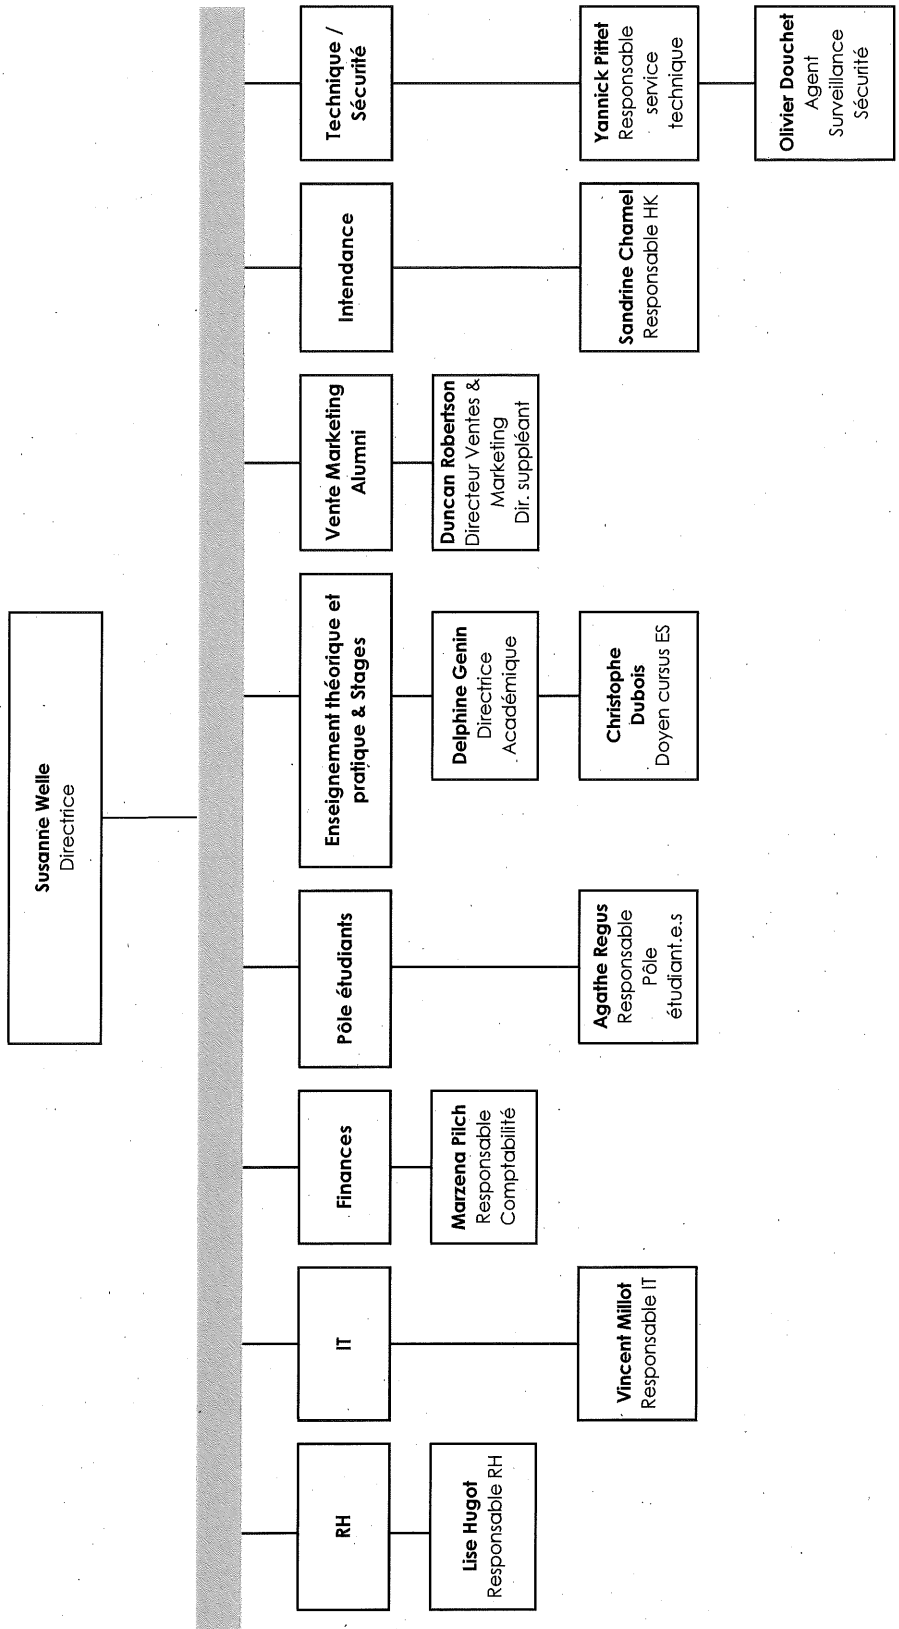 Susanne Welle
Directrice
RH
Lise Hugot
Responsable RH
IT
Vincent Millot
Responsable IT
Finances
Marzena Pilch
Responsable
Comptabilité
Pôle étudiants
Agathe Regus
Responsable
Pôle
étudiant.e.s
Enseignement théorique et
pratique & Stages
Delphine Genin
Directrice
Académique
Christophe
Dubois
Doyen cursus ES
Vente Marketing
Alumni
Duncan Robertson
Directeur Ventes &
Marketing
Dir. suppléant
Intendance
Sandrine Chamel
Responsable HK
Technique /
Sécurité
Yannick Pittet
Responsable
service
technique
Olivier Douchet
Agent
Surveillance
Sécurité